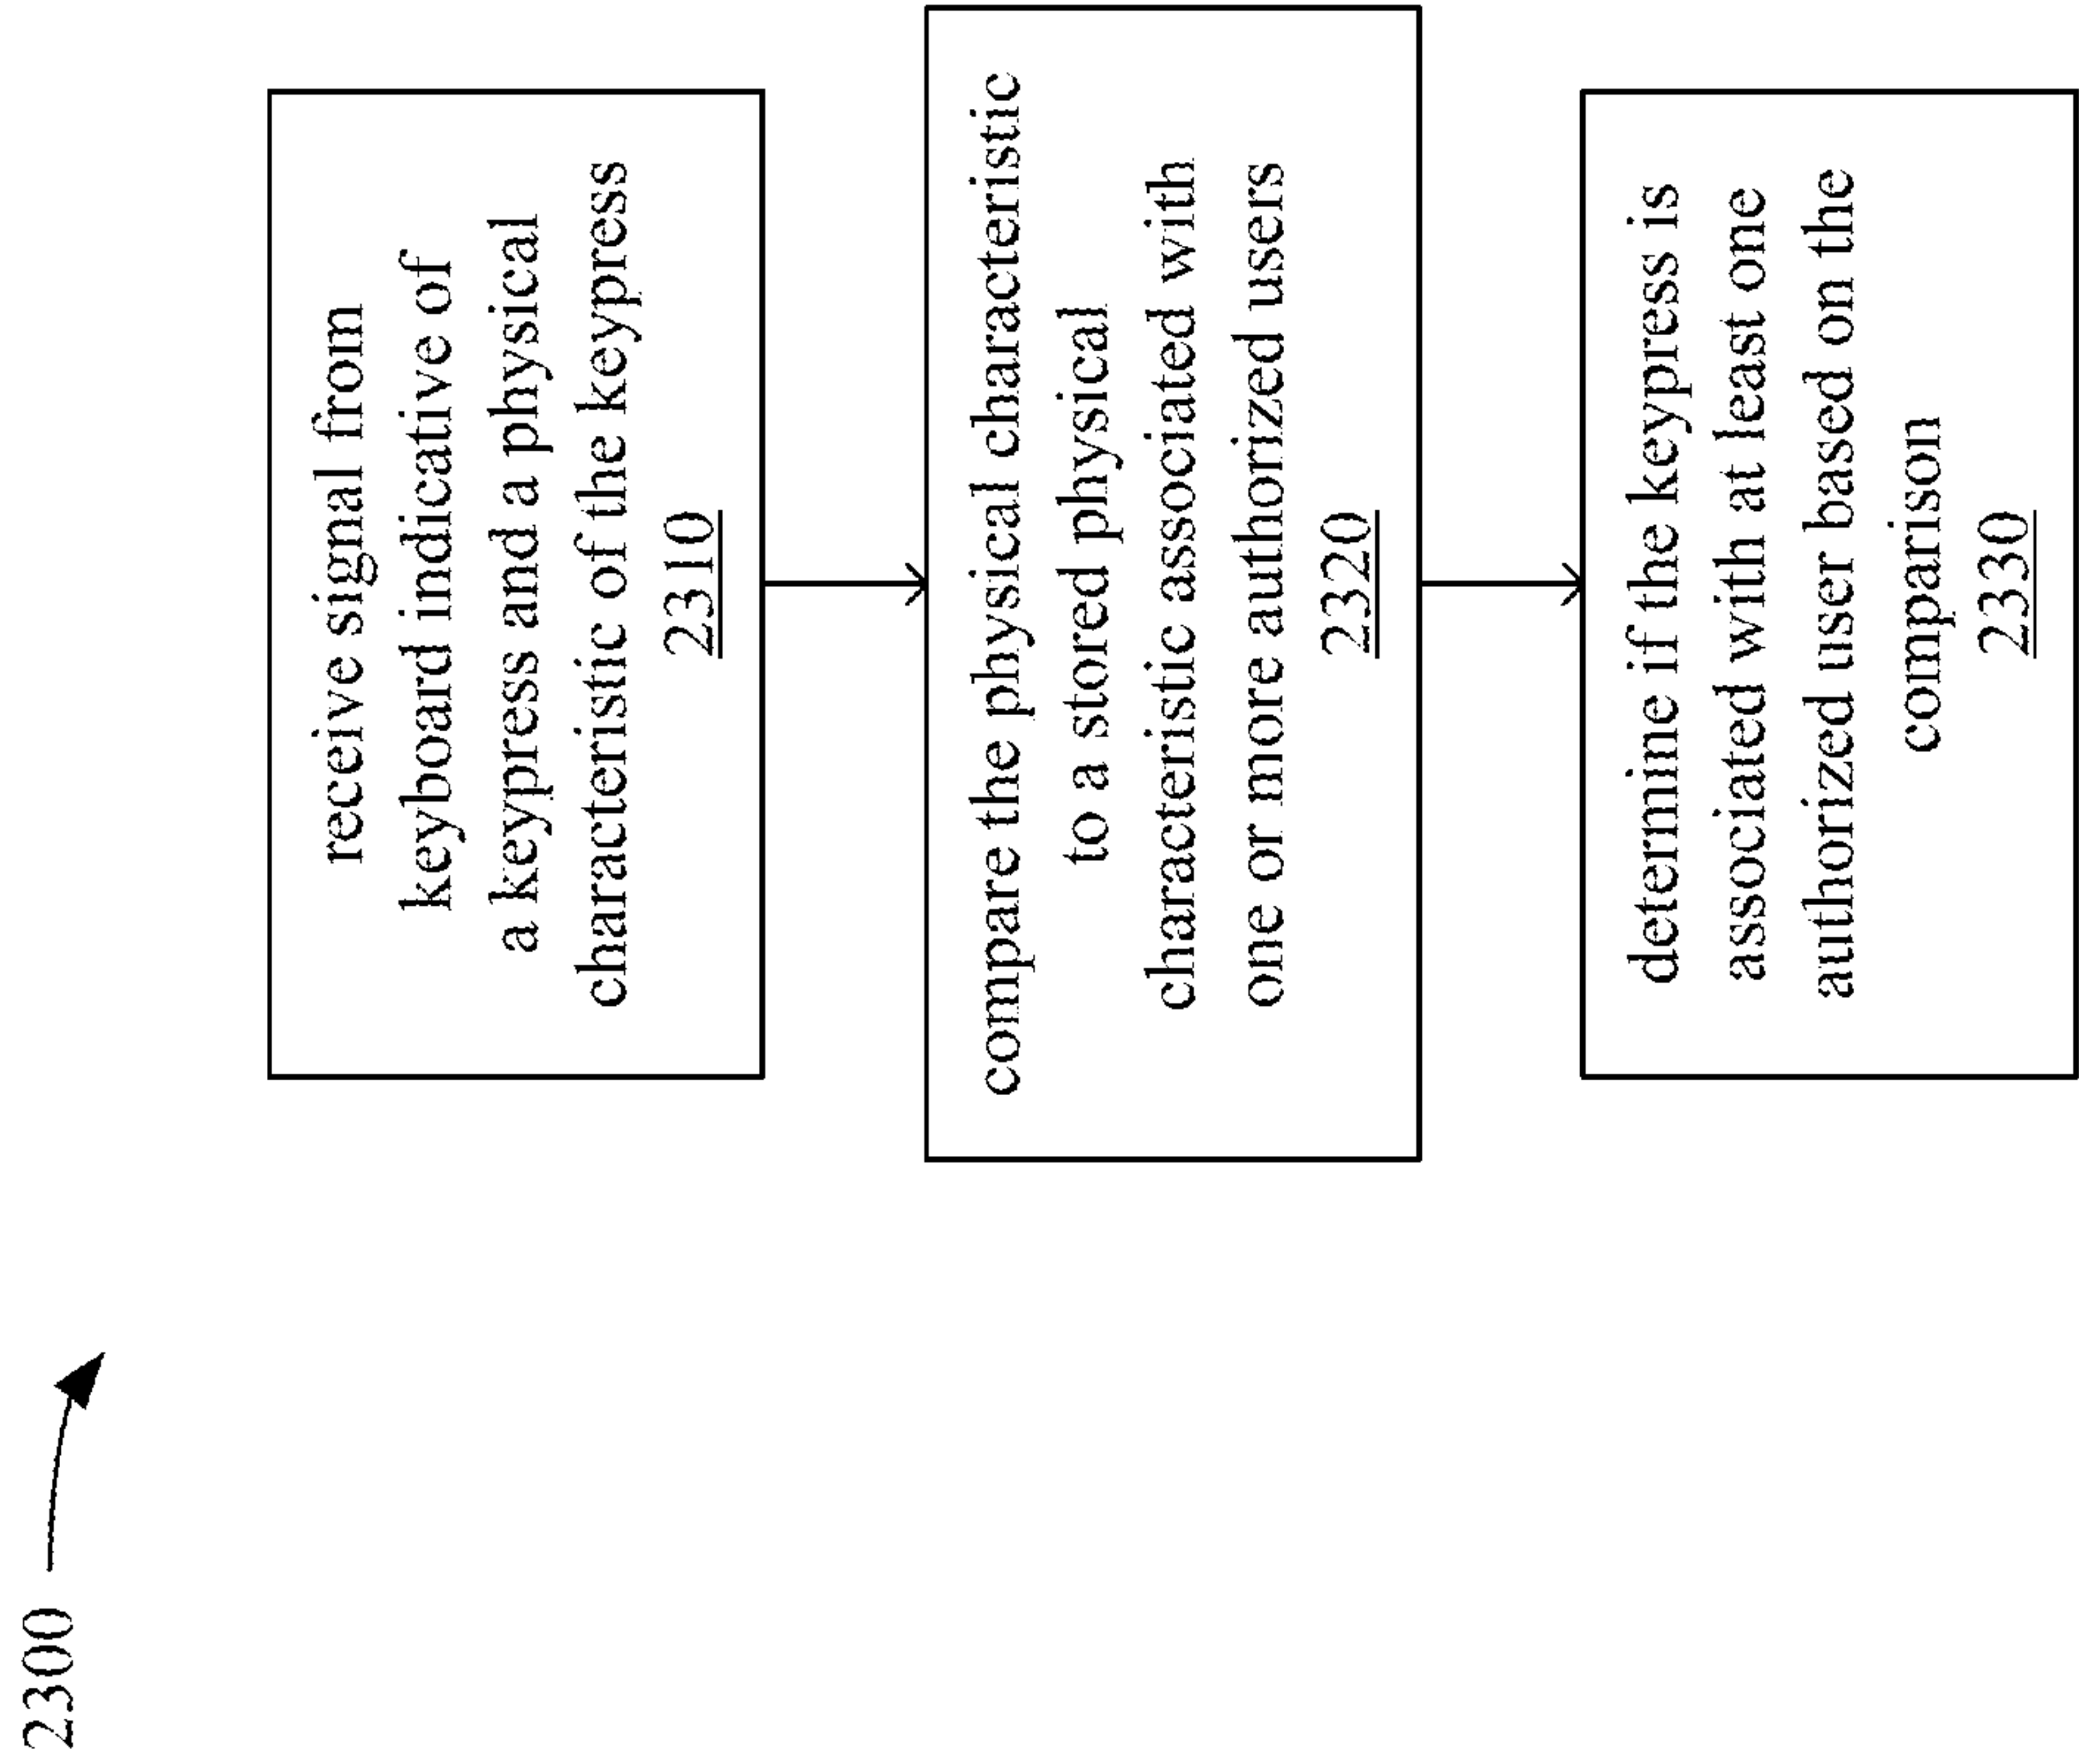 2300
receive signal from
keyboard indicative of
a keypress and a physical
characteristic of the keypress
2310
compare the physical characteristic
to a stored physical
characteristic associated with
one or more authorized users
2320
determine if the keypress is
associated with at least one
authorized user based on the
comparison
2330